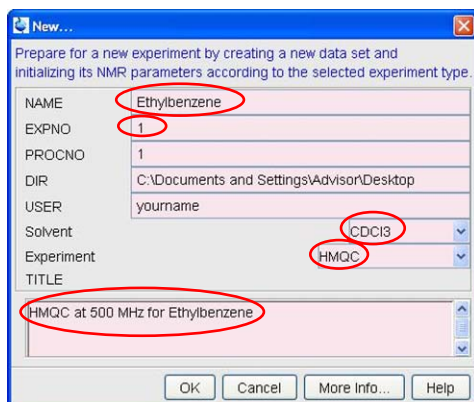 New...
Prepare for a new experiment by creating a new data set and
initializing its NMR parameters according to the selected experiment type.
NAME Ethylbenzene
EXPNO 1
PROCNO 1
DIR C:\Documents and Settings\Advisor\Desktop
USER yourname
Solvent CDCl3
Experiment HMQC
TITLE
HMQC at 500 MHz for Ethylbenzene
OK Cancel More Info... Help